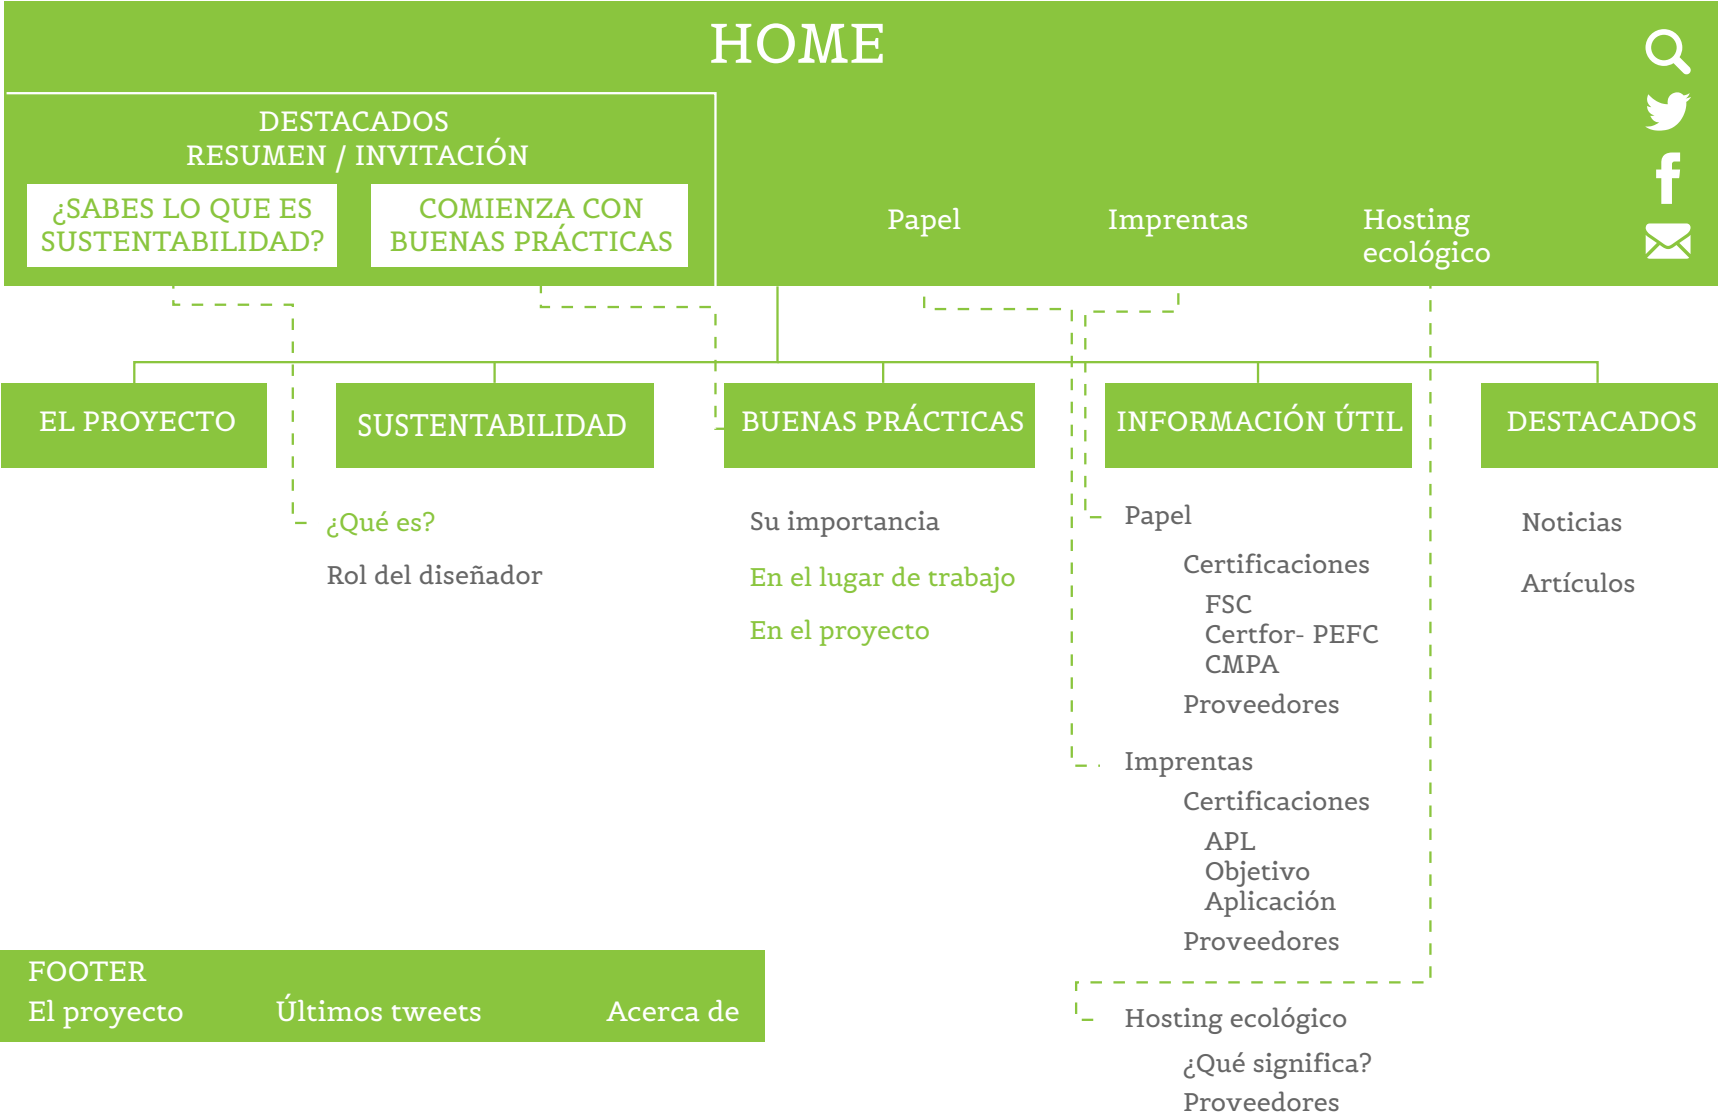 HOME
DESTACADOS
RESUMEN / INVITACIÓN
¿SABES LO QUE ES
SUSTENTABILIDAD?
COMIENZA CON
BUENAS PRÁCTICAS
Papel
Imprentas
Hosting
ecológico
EL PROYECTO
SUSTENTABILIDAD
¿Qué es?
Rol del diseñador
BUENAS PRÁCTICAS
Su importancia
En el lugar de trabajo
En el proyecto
INFORMACIÓN ÚTIL
Papel
Certificaciones
FSC
Certfor- PEFC
CMPA
Proveedores
Imprentas
Certificaciones
APL
Objetivo
Aplicación
Proveedores
Hosting ecológico
¿Qué significa?
Proveedores
DESTACADOS
Noticias
Artículos
FOOTER
El proyecto
Últimos tweets
Acerca de